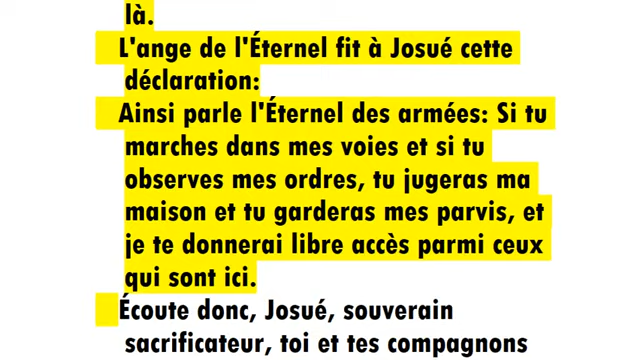 là.
L'ange de l'Éternel fit à Josué cette
déclaration:
Ainsi parle l'Éternel des armées: Si tu
marches dans mes voies et si tu
observes mes ordres, tu jugeras ma
maison et tu garderas mes parvis, et
je te donnerai libre accès parmi ceux
qui sont ici.
Écoute donc, Josué, souverain
sacrificateur, toi et tes compagnons